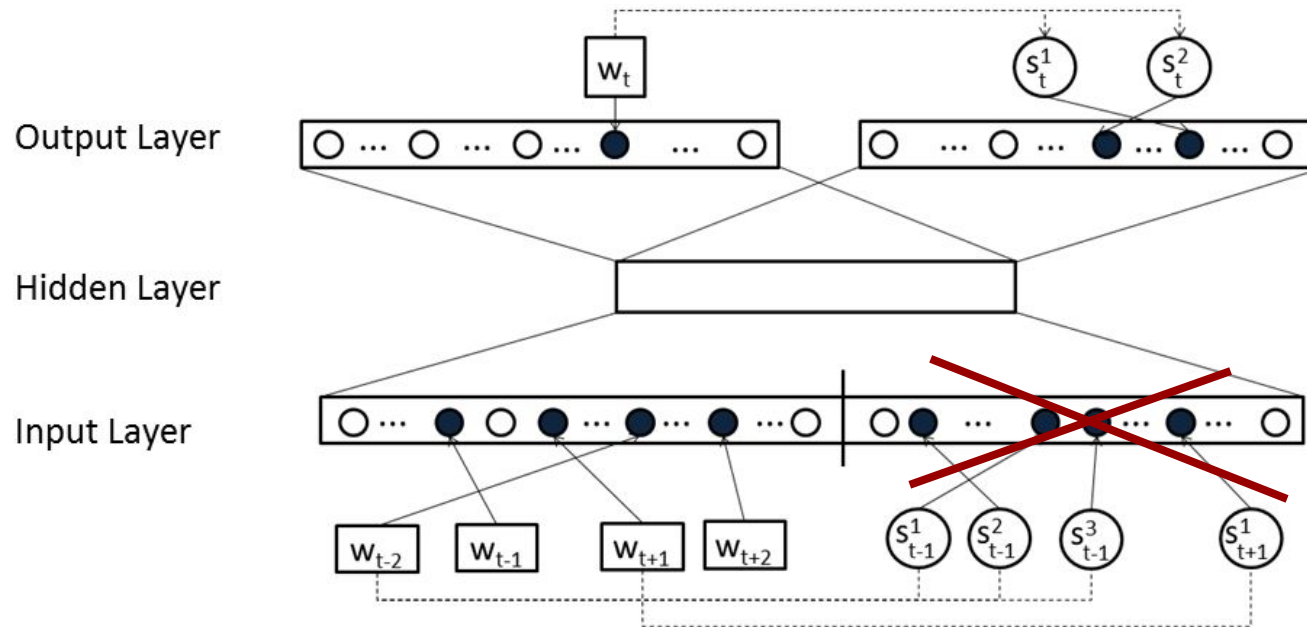 w_t s_t^1 s_t^2
Output Layer
... ... ... ... ... ... ... ...
Hidden Layer
Input Layer
... ... ... ... ... ... ...
w_{t-2} w_{t-1} w_{t+1} w_{t+2} s_{t-1}^1 s_{t-1}^2 s_{t-1}^3 s_{t+1}^1